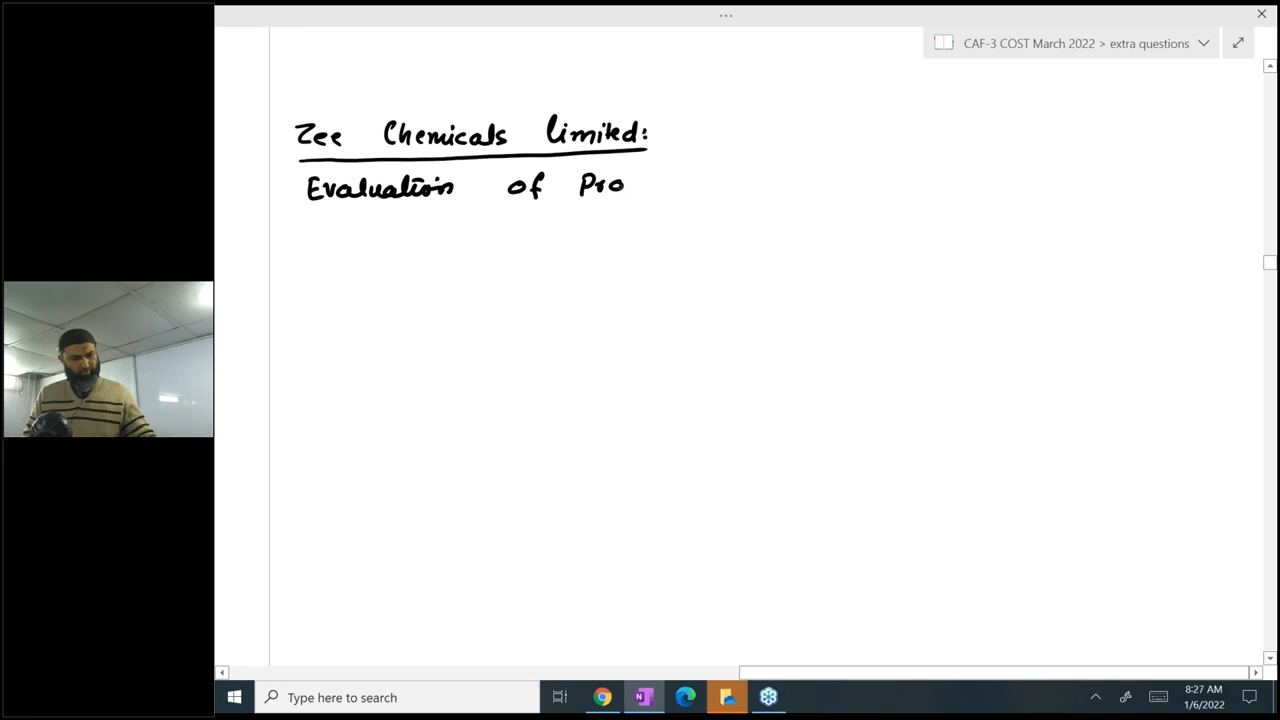 CAF-3 COST March 2022 > extra questions
Zee Chemicals limited:
Evaluation of Pro
Type here to search
8:27 AM
1/6/2022